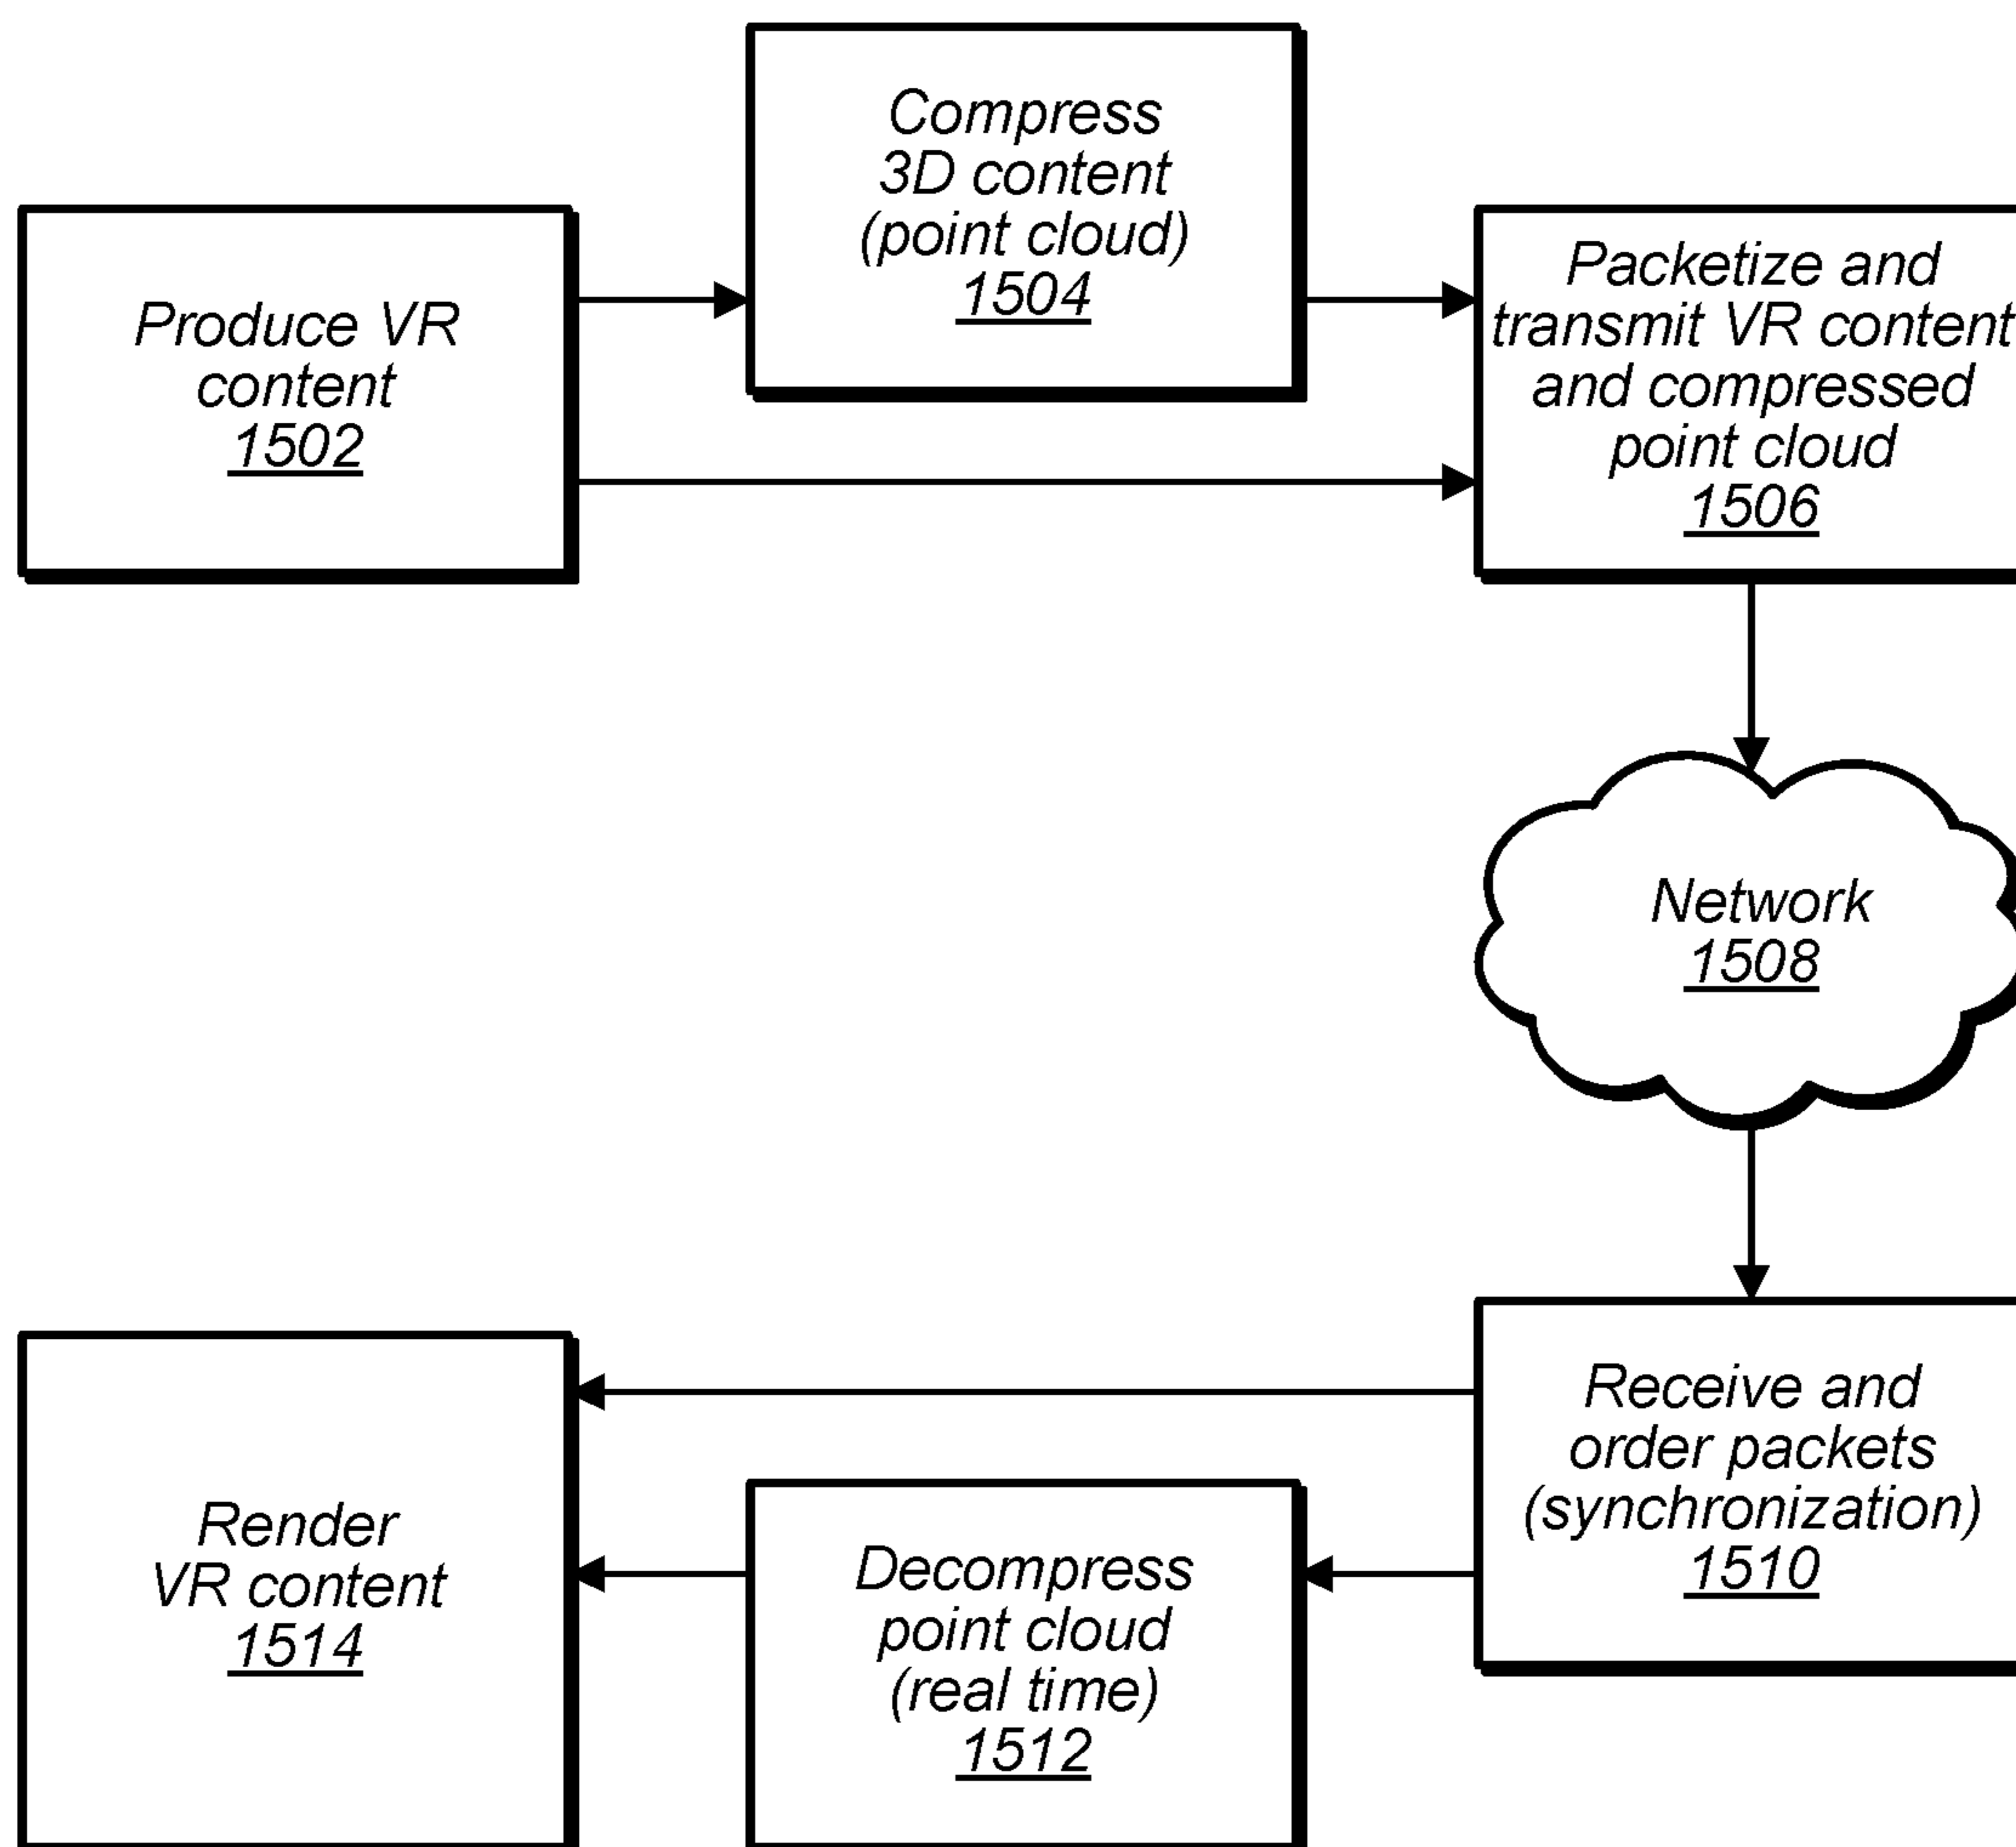 Produce VR
content
1502
Compress
3D content
(point cloud)
1504
Packetize and
transmit VR content
and compressed
point cloud
1506
Network
1508
Receive and
order packets
(synchronization)
1510
Decompress
point cloud
(real time)
1512
Render
VR content
1514